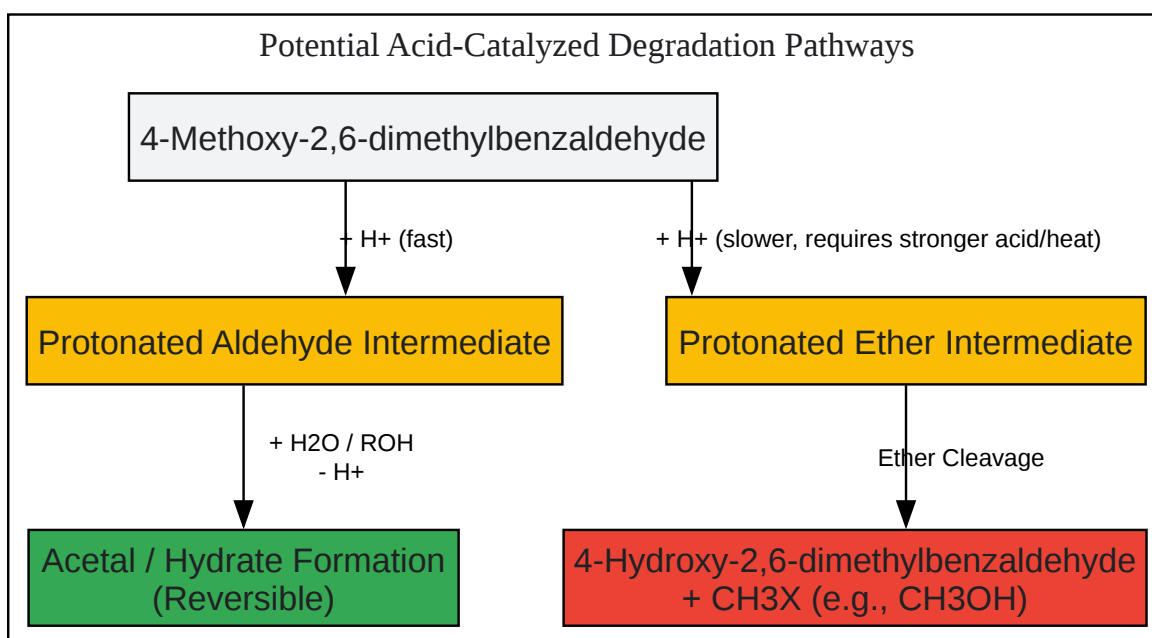 Potential Acid-Catalyzed Degradation Pathways
4-Methoxy-2,6-dimethylbenzaldehyde
+ H+ (fast)
+ H+ (slower, requires stronger acid/heat)
Protonated Aldehyde Intermediate
Protonated Ether Intermediate
+ H2O / ROH
- H+
Ether Cleavage
Acetal / Hydrate Formation
(Reversible)
4-Hydroxy-2,6-dimethylbenzaldehyde
+ CH3X (e.g., CH3OH)